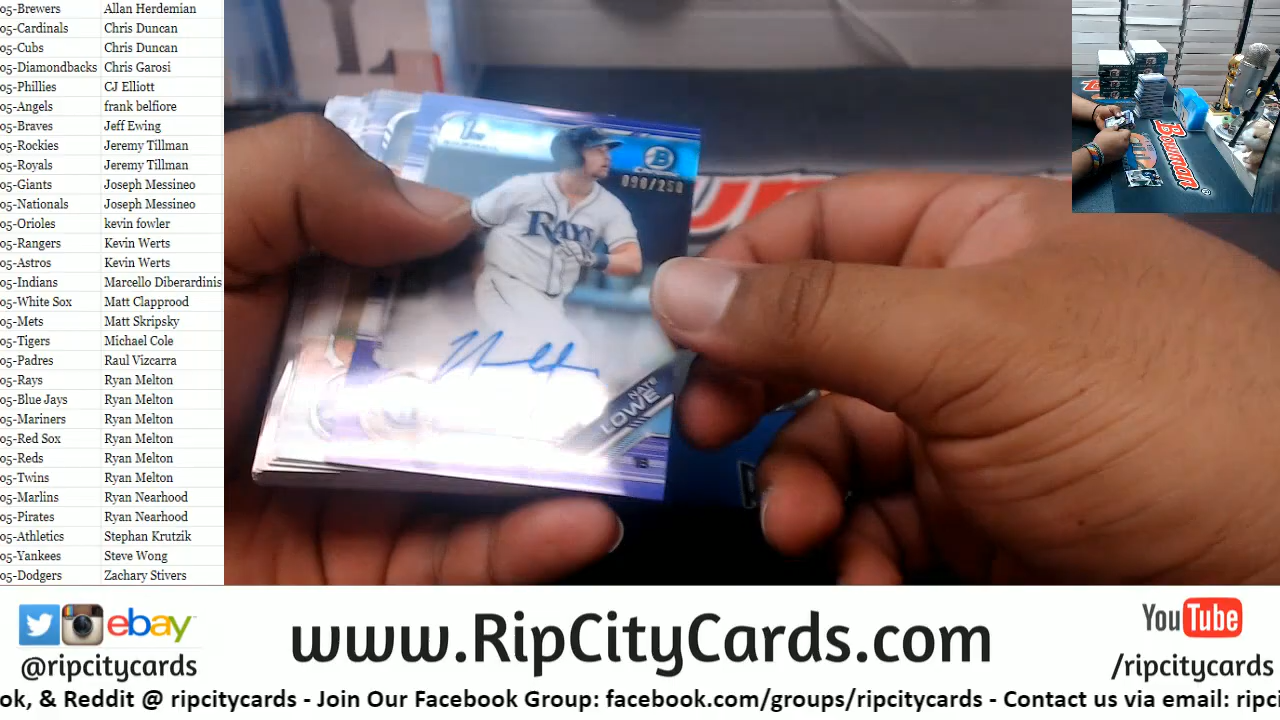 05-Brewers Allan Herdemian
05-Cardinals Chris Duncan
05-Cubs Chris Duncan
05-Diamondbacks Chris Garosi
05-Phillies CJ Elliott
05-Angels frank belfiore
05-Braves Jeff Ewing
05-Rockies Jeremy Tillman
05-Royals Jeremy Tillman
05-Giants Joseph Messineo
05-Nationals Joseph Messineo
05-Orioles kevin fowler
05-Rangers Kevin Werts
05-Astros Kevin Werts
05-Indians Marcello Diberardinis
05-White Sox Matt Clapprood
05-Mets Matt Skripsky
05-Tigers Michael Cole
05-Padres Raul Vizcarra
05-Rays Ryan Melton
05-Blue Jays Ryan Melton
05-Mariners Ryan Melton
05-Red Sox Ryan Melton
05-Reds Ryan Melton
05-Twins Ryan Melton
05-Marlins Ryan Nearhood
05-Pirates Ryan Nearhood
05-Athletics Stephan Krutzik
05-Yankees Steve Wong
05-Dodgers Zachary Stivers
B
090/250
RAYS
NATE
LOWE
1B
Bowman
ebay
@ripcitycards
www.RipCityCards.com
YouTube
/ripcitycards
ok, & Reddit @ ripcitycards - Join Our Facebook Group: facebook.com/groups/ripcitycards - Contact us via email: ripci